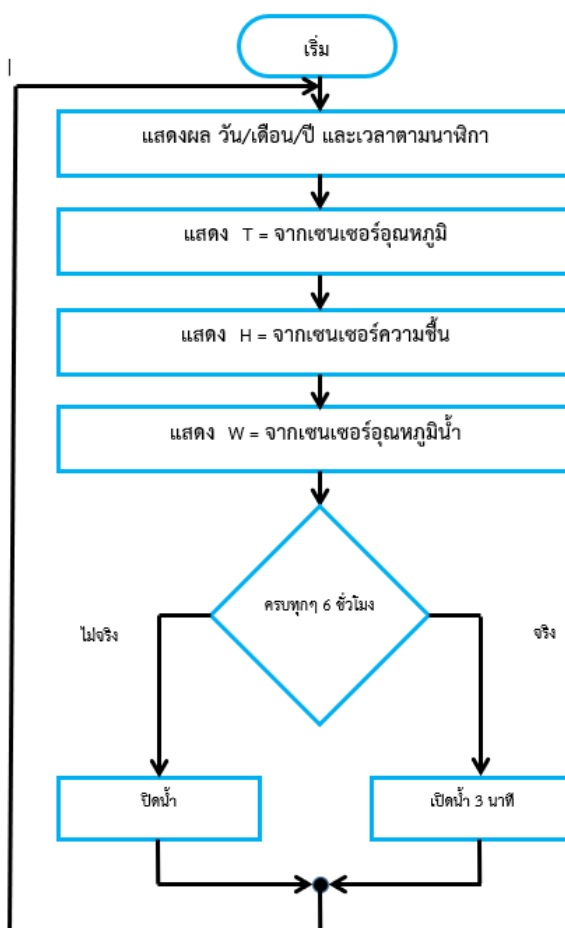 เริ่ม
แสดงผล วัน/เดือน/ปี และเวลาตามนาฬิกา
แสดง T = จากเซนเซอร์อุณหภูมิ
แสดง H = จากเซนเซอร์ความชื้น
แสดง W = จากเซนเซอร์อุณหภูมิน้ำ
ครบทุกๆ 6 ชั่วโมง
ไม่จริง
จริง
ปิดน้ำ
เปิดน้ำ 3 นาที